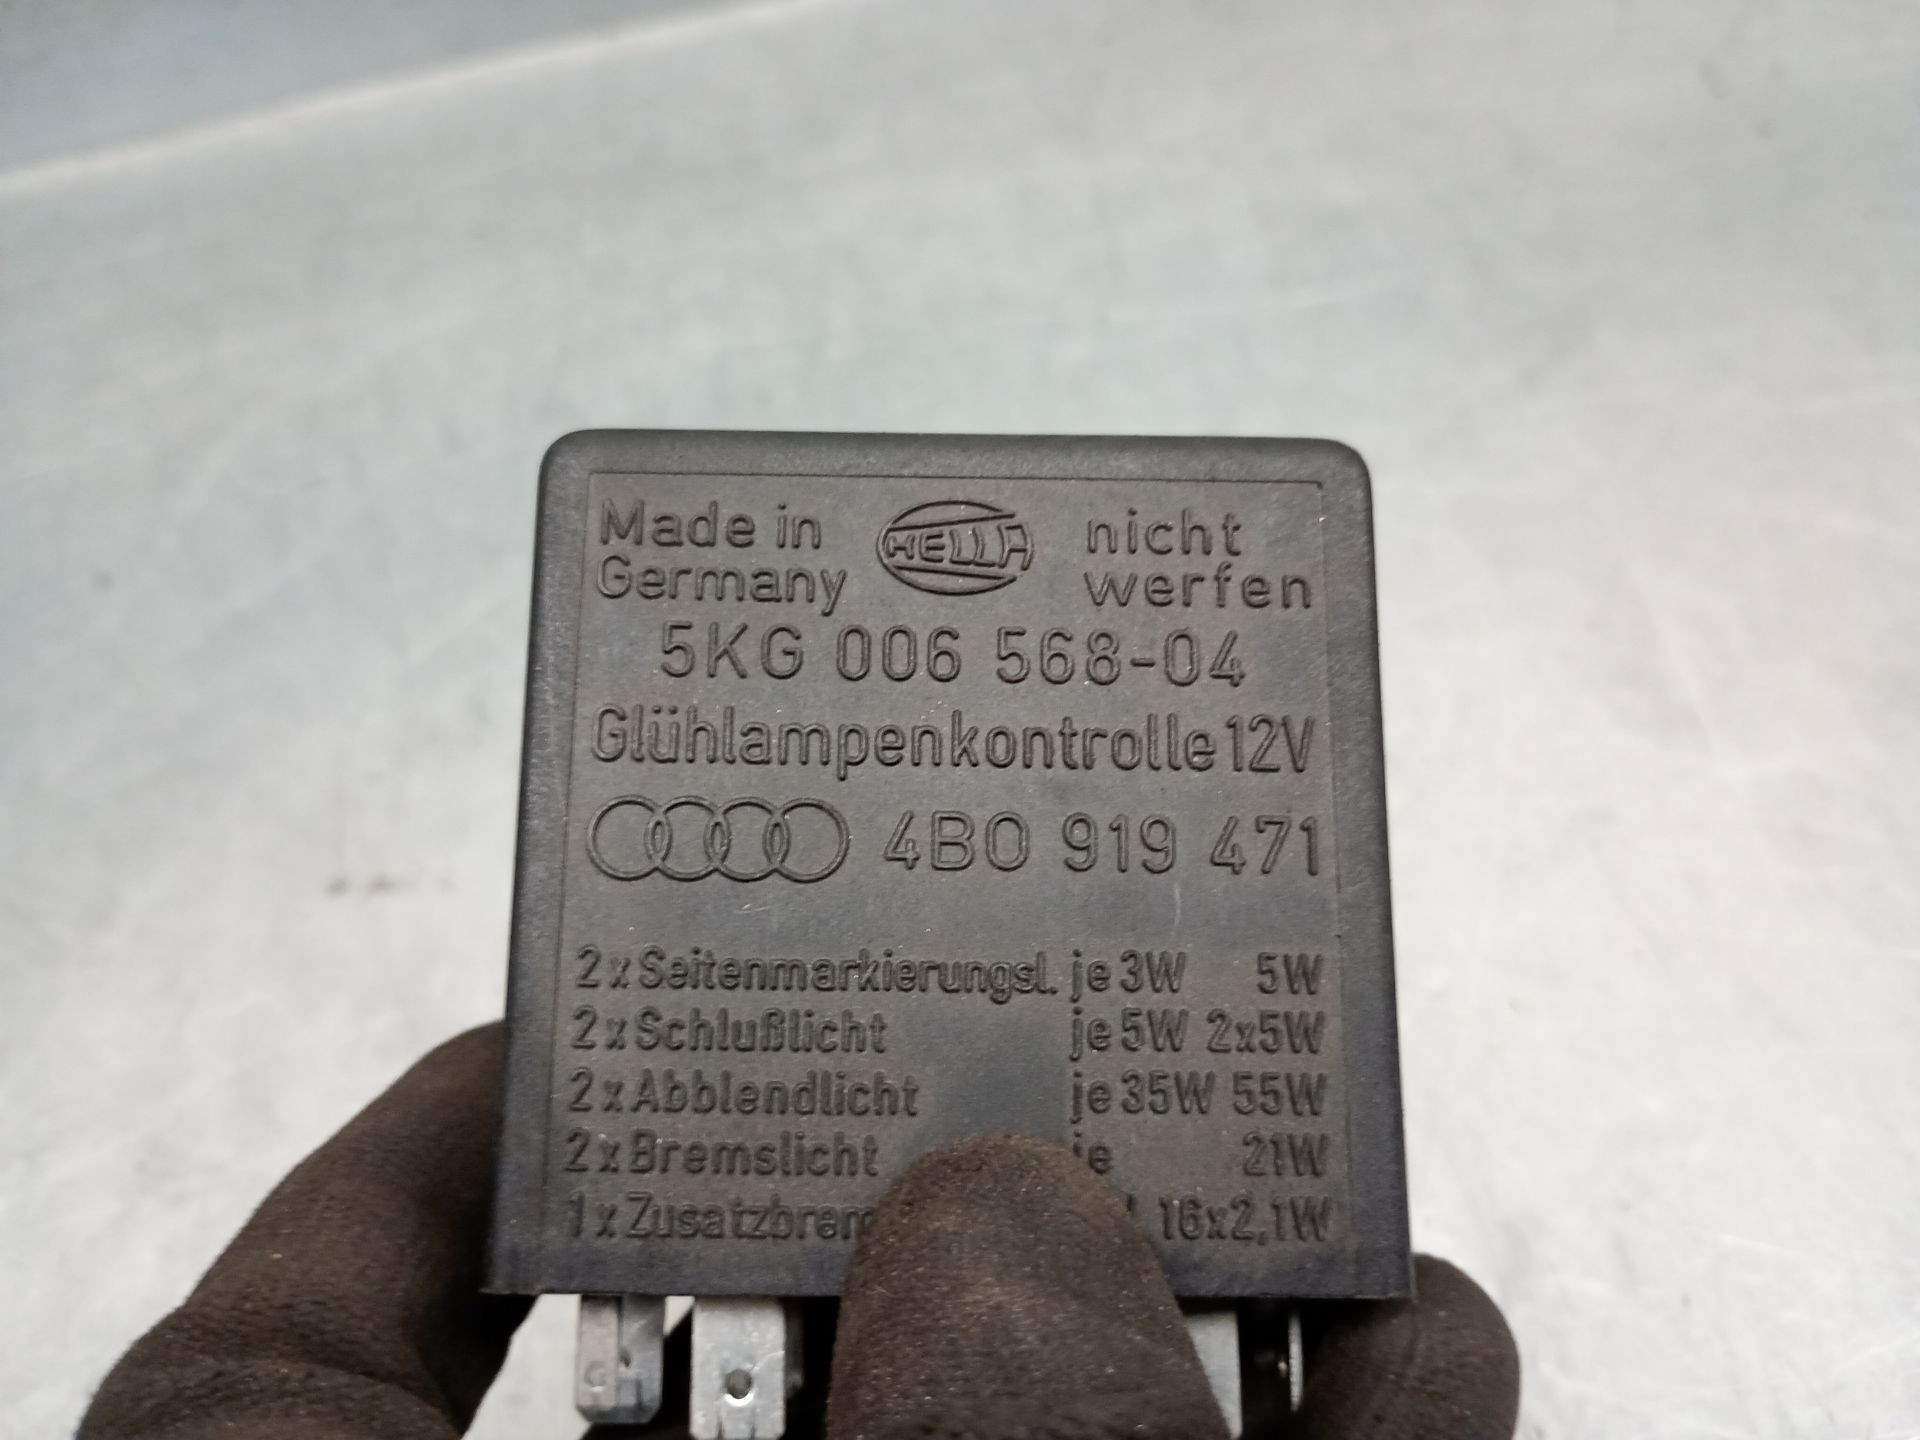 Made in HELLA nicht
Germany werfen
5KG 006 568-04
Glühlampenkontrolle 12V
4B0 919 471
2 x Seitenmarkierungsl. je 3W 5W
2 x Schlußlicht je 5W 2x5W
2 x Abblendlicht je 35W 55W
2 x Bremslicht je 21W
1 x 16x2,1W